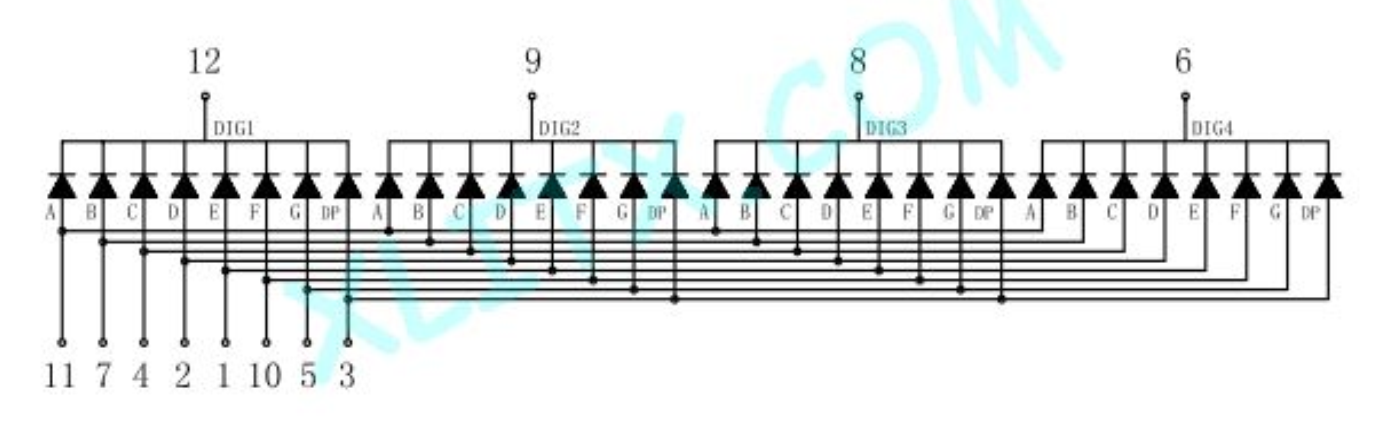 12 9 8 6
DIG1 DIG2 DIG3 DIG4
A B C D E F G DP A B C D E F G DP A B C D E F G DP A B C D E F G DP
11 7 4 2 1 10 5 3
XLITX.COM